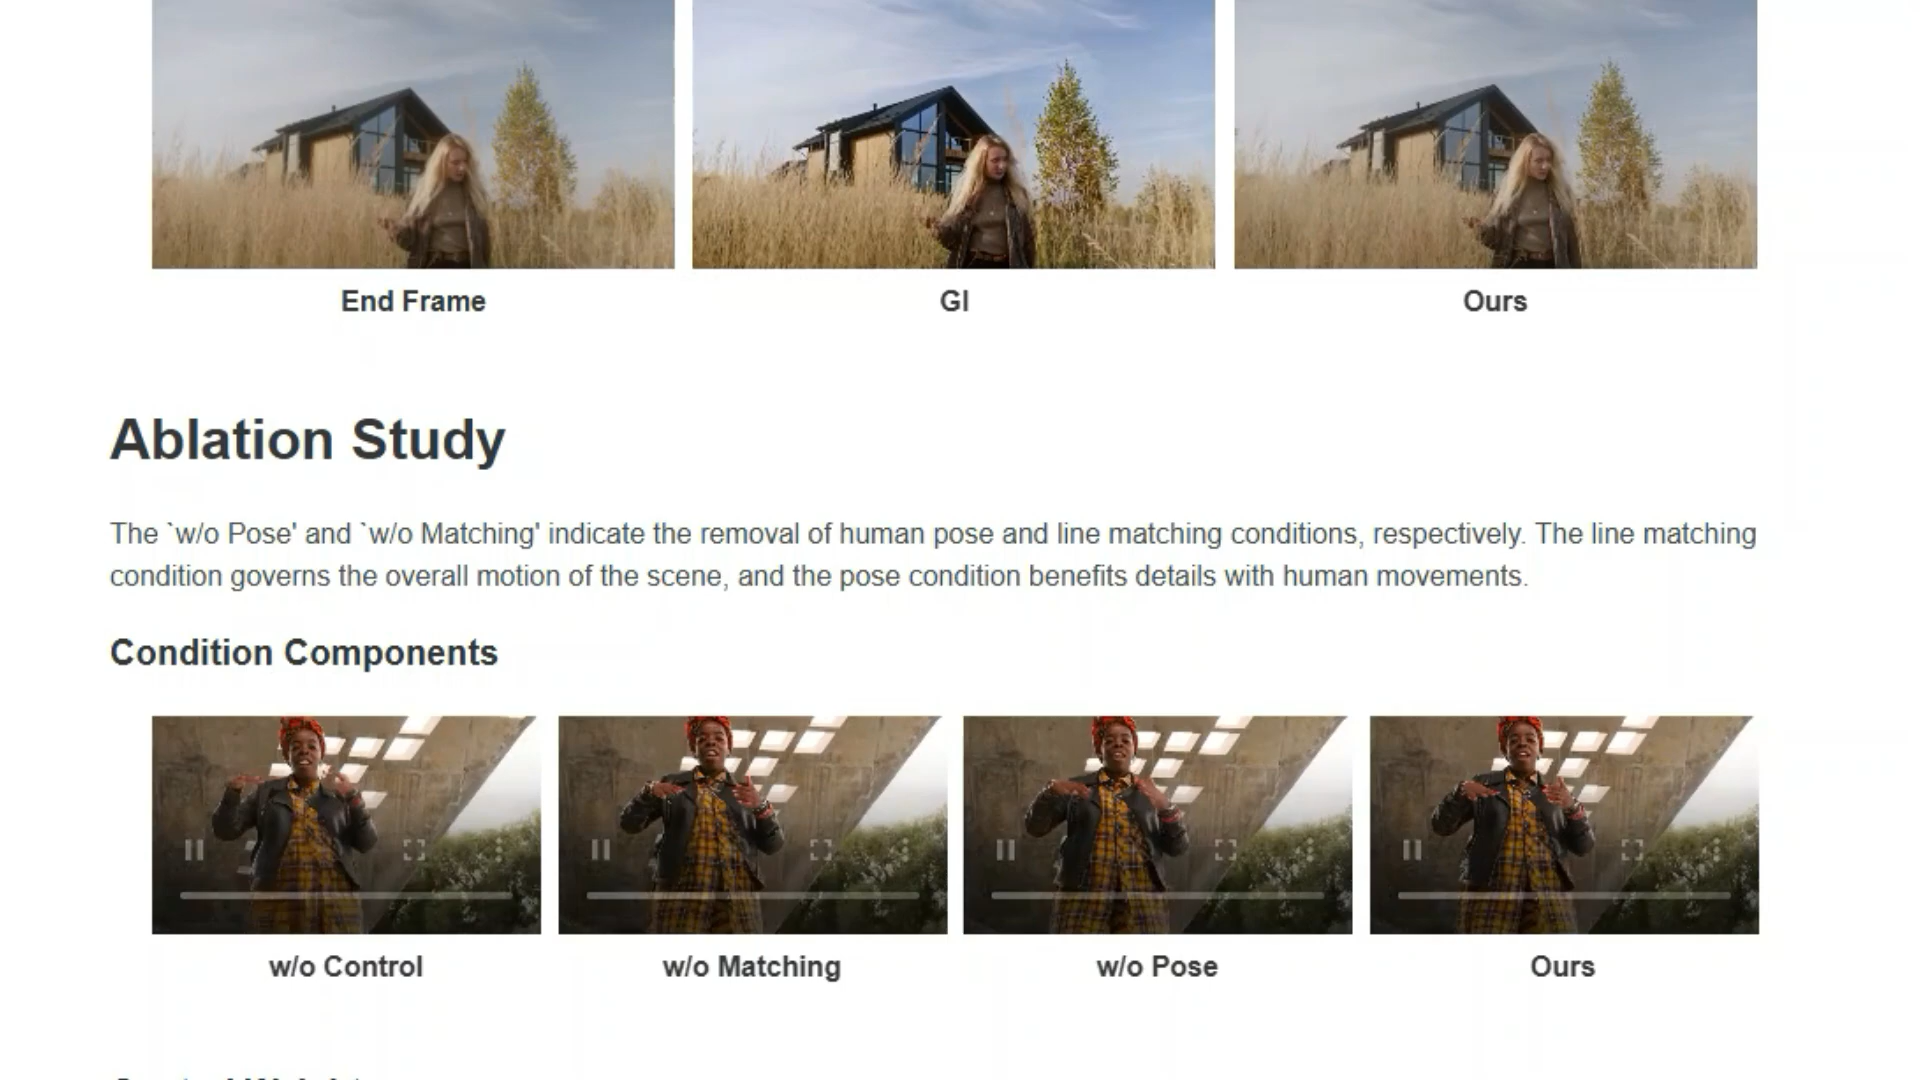 End Frame
GI
Ours
Ablation Study
The `w/o Pose' and `w/o Matching' indicate the removal of human pose and line matching conditions, respectively. The line matching
condition governs the overall motion of the scene, and the pose condition benefits details with human movements.
Condition Components
w/o Control
w/o Matching
w/o Pose
Ours